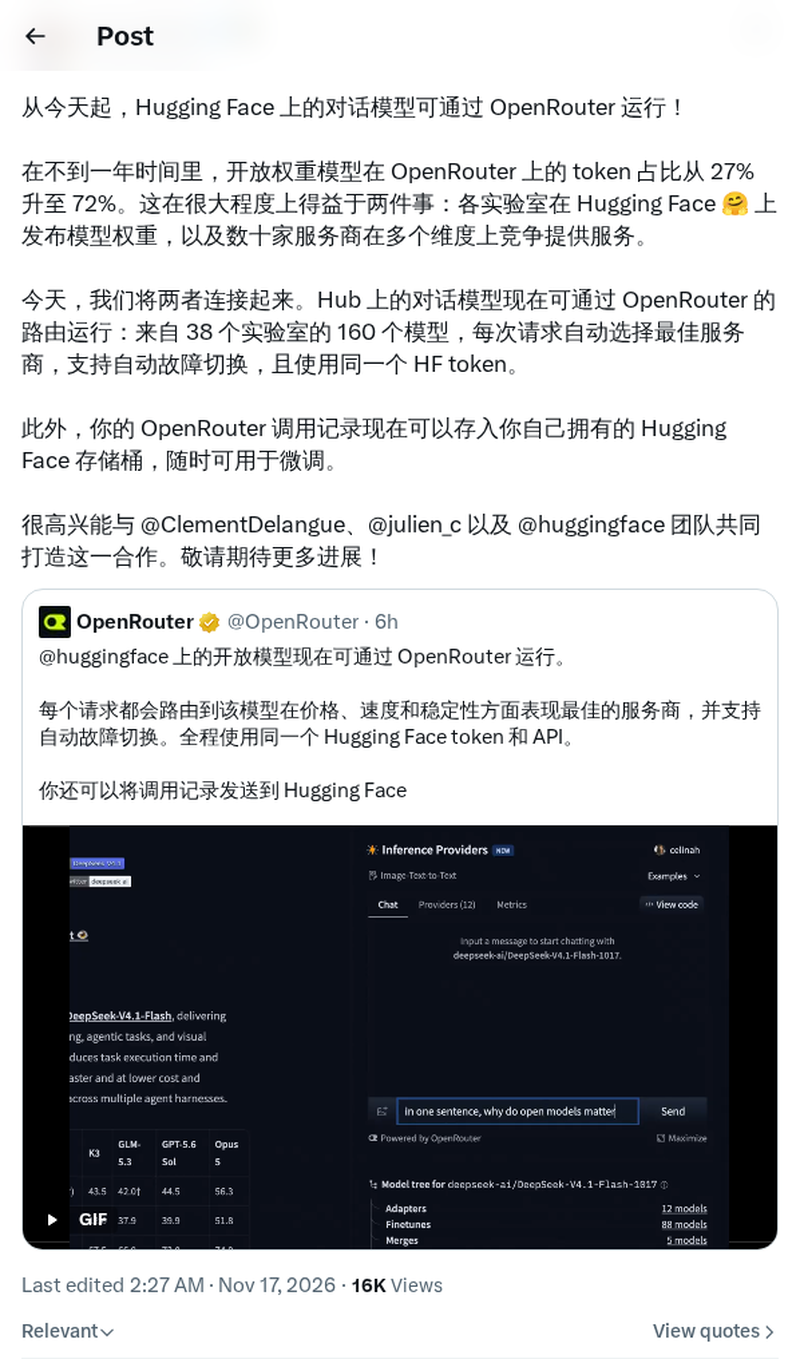 Post
从今天起，Hugging Face 上的对话模型可通过 OpenRouter 运行！
在不到一年时间里，开放权重模型在 OpenRouter 上的 token 占比从 27%
升至 72%。这在很大程度上得益于两件事：各实验室在 Hugging Face 🤗 上
发布模型权重，以及数十家服务商在多个维度上竞争提供服务。
今天，我们将两者连接起来。Hub 上的对话模型现在可通过 OpenRouter 的
路由运行：来自 38 个实验室的 160 个模型，每次请求自动选择最佳服务
商，支持自动故障切换，且使用同一个 HF token。
此外，你的 OpenRouter 调用记录现在可以存入你自己拥有的 Hugging
Face 存储桶，随时可用于微调。
很高兴能与 @ClementDelangue、@julien_c 以及 @huggingface 团队共同
打造这一合作。敬请期待更多进展！
OpenRouter @OpenRouter · 6h
@huggingface 上的开放模型现在可通过 OpenRouter 运行。
每个请求都会路由到该模型在价格、速度和稳定性方面表现最佳的服务商，并支持
自动故障切换。全程使用同一个 Hugging Face token 和 API。
你还可以将调用记录发送到 Hugging Face
DeepSeek V4.1
deepseek ai
DeepSeek-V4.1-Flash, delivering
ng, agentic tasks, and visual
duces task execution time and
aster and at lower cost and
across multiple agent harnesses.
K3 GLM-5.3 GPT-5.6 Sol Opus 5
43.5 42.0† 44.5 56.3
37.9 39.9 51.8
GIF
Inference Providers NEW celinah
Image-Text-to-Text Examples
Chat Providers (12) Metrics View code
Input a message to start chatting with
deepseek-ai/DeepSeek-V4.1-Flash-1017.
in one sentence, why do open models matter Send
Powered by OpenRouter Maximize
Model tree for deepseek-ai/DeepSeek-V4.1-Flash-1017
Adapters 12 models
Finetunes 88 models
Merges 5 models
Last edited 2:27 AM · Nov 17, 2026 · 16K Views
Relevant View quotes